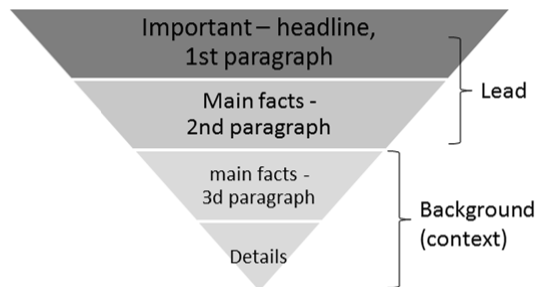 Important – headline,
1st paragraph
Lead
Main facts -
2nd paragraph
main facts -
3d paragraph
Background
(context)
Details